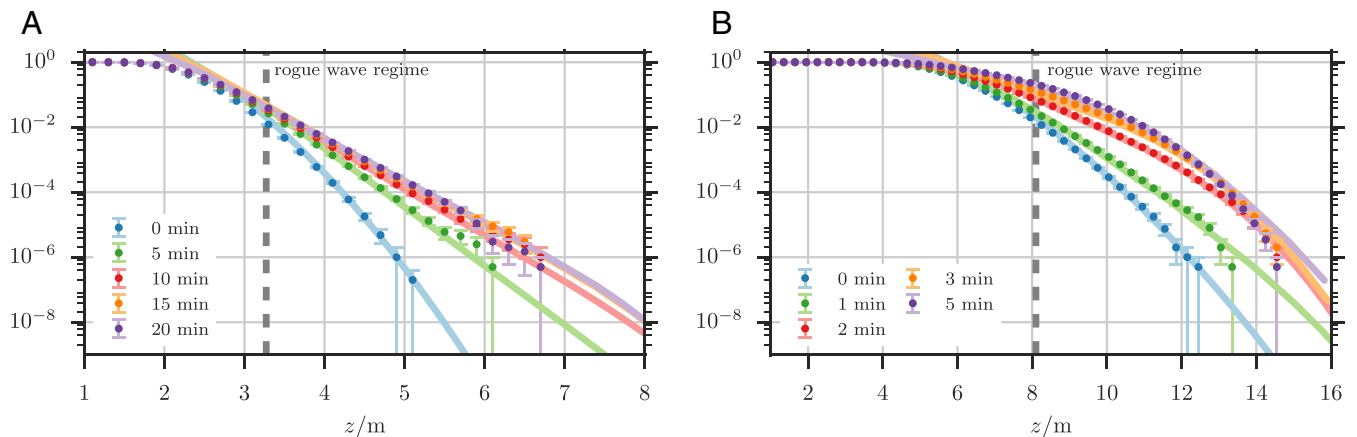 A
B
10^0
10^-2
10^-4
10^-6
10^-8
rogue wave regime
0 min
5 min
10 min
15 min
20 min
1 2 3 4 5 6 7 8
z/m
10^0
10^-2
10^-4
10^-6
10^-8
rogue wave regime
0 min 3 min
1 min 5 min
2 min
2 4 6 8 10 12 14 16
z/m